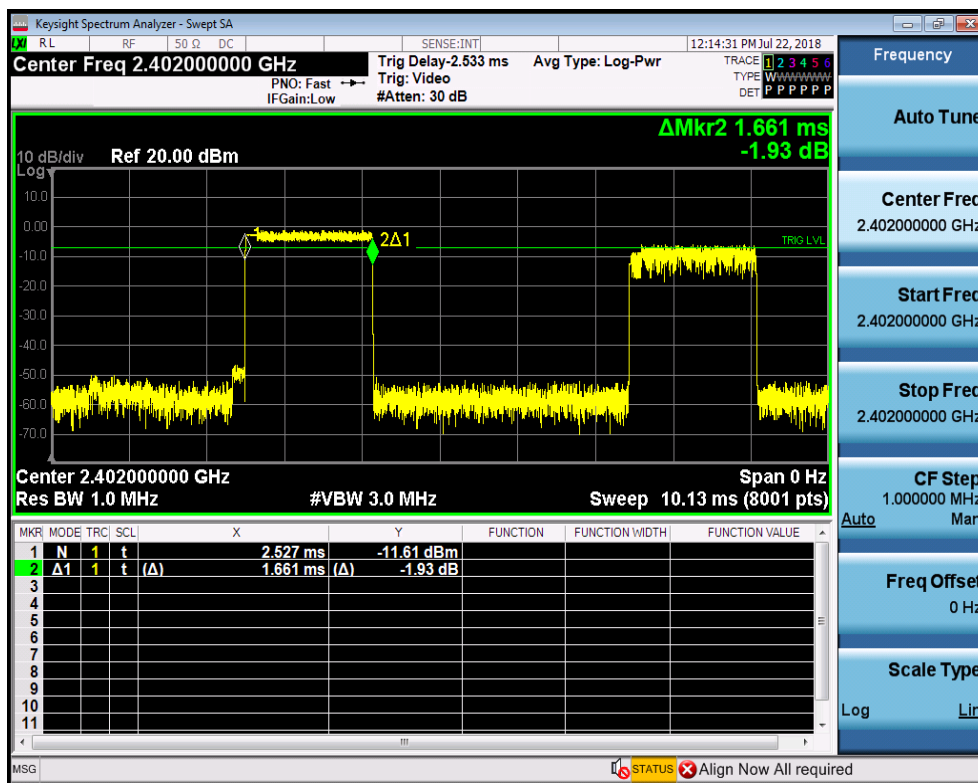 Keysight Spectrum Analyzer - Swept SA
LXI RL RF 50 Ω DC SENSE:INT 12:14:31 PM Jul 22, 2018
Center Freq 2.402000000 GHz
PNO: Fast
IFGain:Low
Trig Delay-2.533 ms
Trig: Video
#Atten: 30 dB
Avg Type: Log-Pwr
TRACE 1 2 3 4 5 6
TYPE WWWWWW
DET P P P P P P
ΔMkr2 1.661 ms
-1.93 dB
10 dB/div Ref 20.00 dBm
Log
10.0
0.00
-10.0
-20.0
-30.0
-40.0
-50.0
-60.0
-70.0
1
2Δ1
TRIG LVL
Center 2.402000000 GHz Span 0 Hz
Res BW 1.0 MHz #VBW 3.0 MHz Sweep 10.13 ms (8001 pts)
MKR MODE TRC SCL X Y FUNCTION FUNCTION WIDTH FUNCTION VALUE
1 N 1 t 2.527 ms -11.61 dBm
2 Δ1 1 t (Δ) 1.661 ms (Δ) -1.93 dB
3
4
5
6
7
8
9
10
11
MSG STATUS Align Now All required
Frequency
Auto Tune
Center Freq
2.402000000 GHz
Start Freq
2.402000000 GHz
Stop Freq
2.402000000 GHz
CF Step
1.000000 MHz
Auto Man
Freq Offset
0 Hz
Scale Type
Log Lin